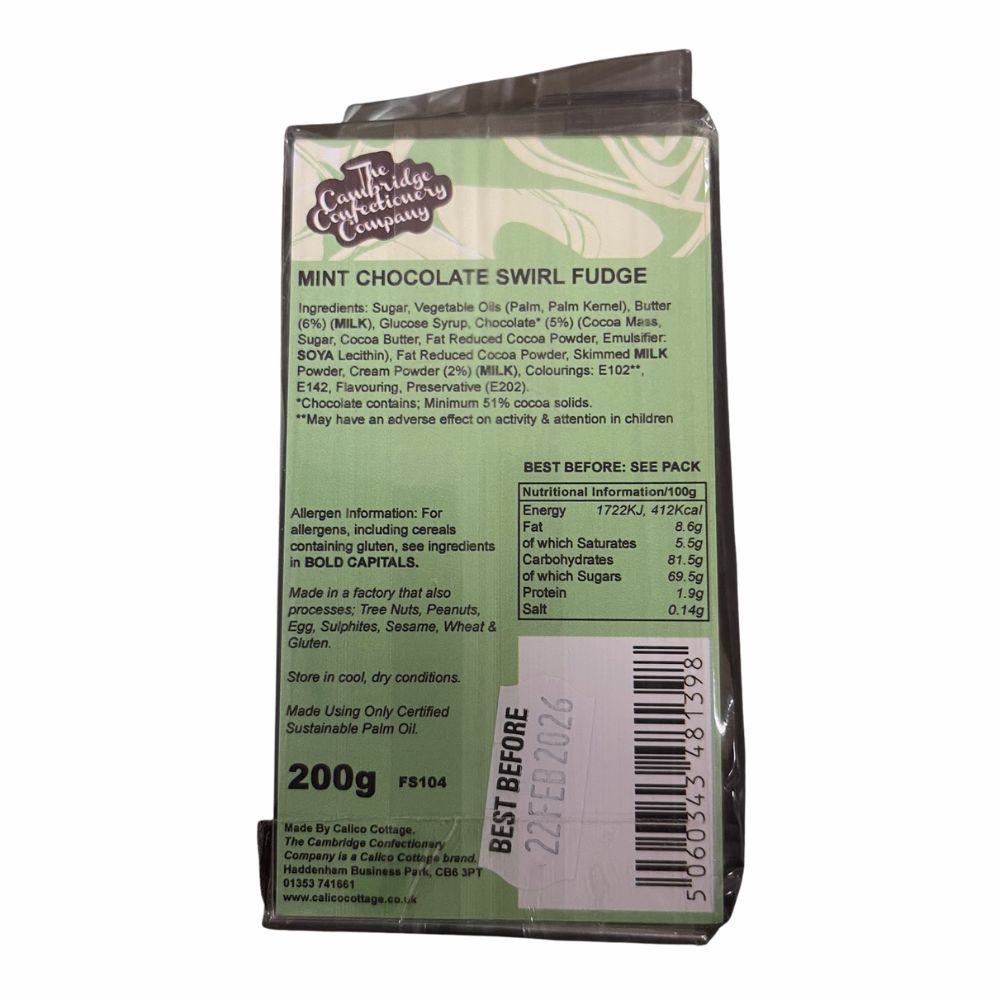 The
Cambridge
Confectionery
Company
MINT CHOCOLATE SWIRL FUDGE
Ingredients: Sugar, Vegetable Oils (Palm, Palm Kernel), Butter
(6%) (MILK), Glucose Syrup, Chocolate* (5%) (Cocoa Mass,
Sugar, Cocoa Butter, Fat Reduced Cocoa Powder, Emulsifier:
SOYA Lecithin), Fat Reduced Cocoa Powder, Skimmed MILK
Powder, Cream Powder (2%) (MILK), Colourings: E102**,
E142, Flavouring, Preservative (E202).
*Chocolate contains; Minimum 51% cocoa solids.
**May have an adverse effect on activity & attention in children
Allergen Information: For
allergens, including cereals
containing gluten, see ingredients
in BOLD CAPITALS.
Made in a factory that also
processes; Tree Nuts, Peanuts,
Egg, Sulphites, Sesame, Wheat &
Gluten.
Store in cool, dry conditions.
Made Using Only Certified
Sustainable Palm Oil.
200g FS104
Made By Calico Cottage.
The Cambridge Confectionery
Company is a Calico Cottage brand.
Haddenham Business Park, CB6 3PT
01353 741661
www.calicocottage.co.uk
BEST BEFORE: SEE PACK
Nutritional Information/100g
Energy 1722KJ, 412Kcal
Fat 8.6g
of which Saturates 5.5g
Carbohydrates 81.5g
of which Sugars 69.5g
Protein 1.9g
Salt 0.14g
BEST BEFORE
22FEB2026
5 060343 481398